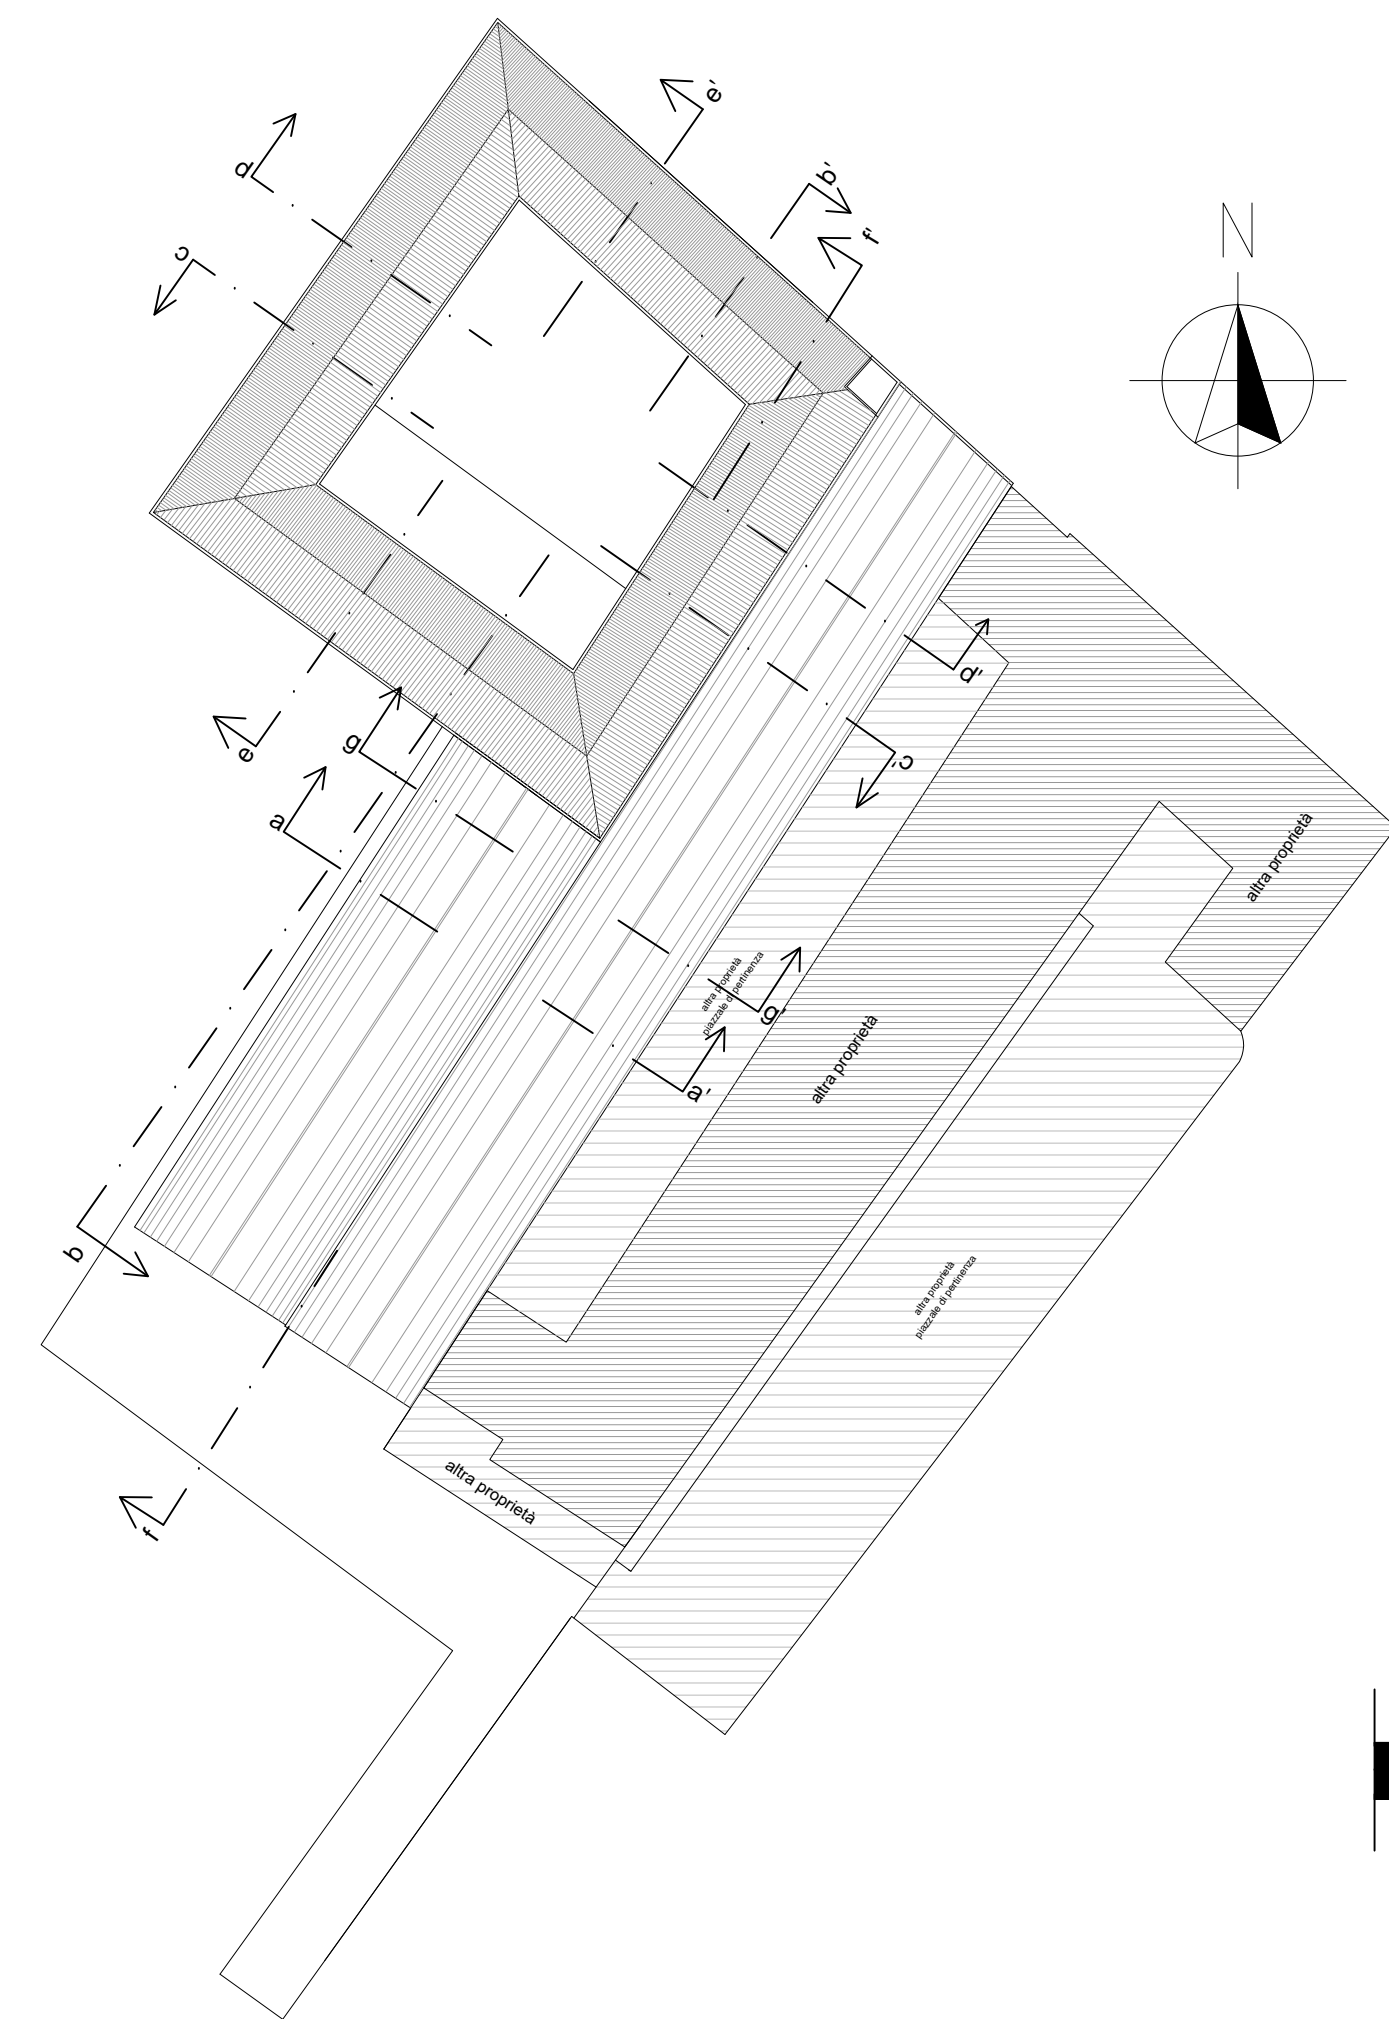 e'
d
b'
N
f'
c
d'
g
e
c'
a
altra proprietà
altra proprietà
piazzale di pertinenza
g'
altra proprietà
a'
b
altra proprietà
piazzale di pertinenza
altra proprietà
f